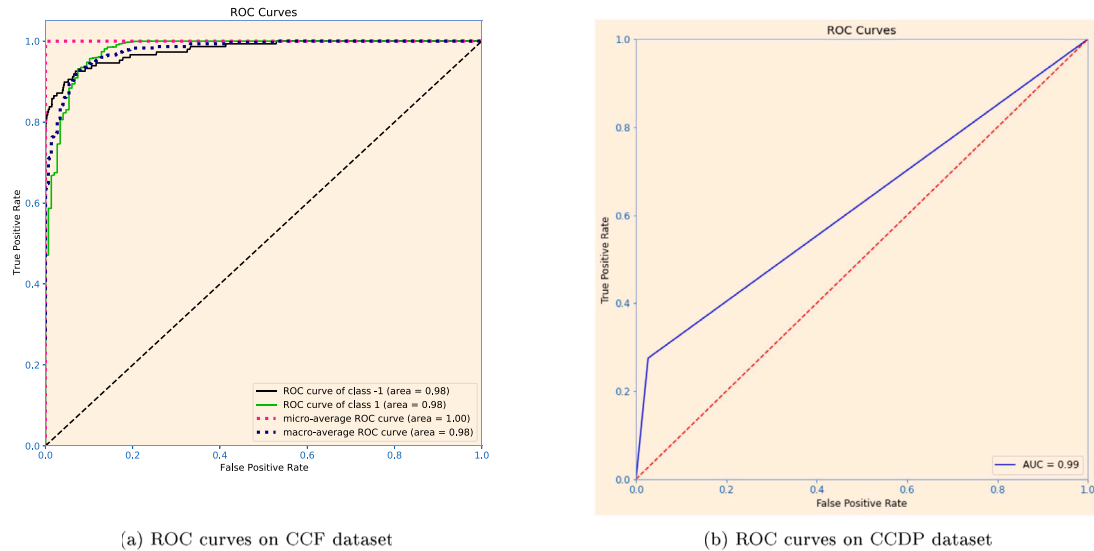 ROC Curves
1.0
0.8
0.6
0.4
0.2
0.0
True Positive Rate
0.0 0.2 0.4 0.6 0.8 1.0
False Positive Rate
ROC curve of class -1 (area = 0.98)
ROC curve of class 1 (area = 0.98)
micro-average ROC curve (area = 1.00)
macro-average ROC curve (area = 0.98)
(a) ROC curves on CCF dataset
ROC Curves
1.0
0.8
0.6
0.4
0.2
0.0
True Positive Rate
0.0 0.2 0.4 0.6 0.8 1.0
False Positive Rate
AUC = 0.99
(b) ROC curves on CCDP dataset